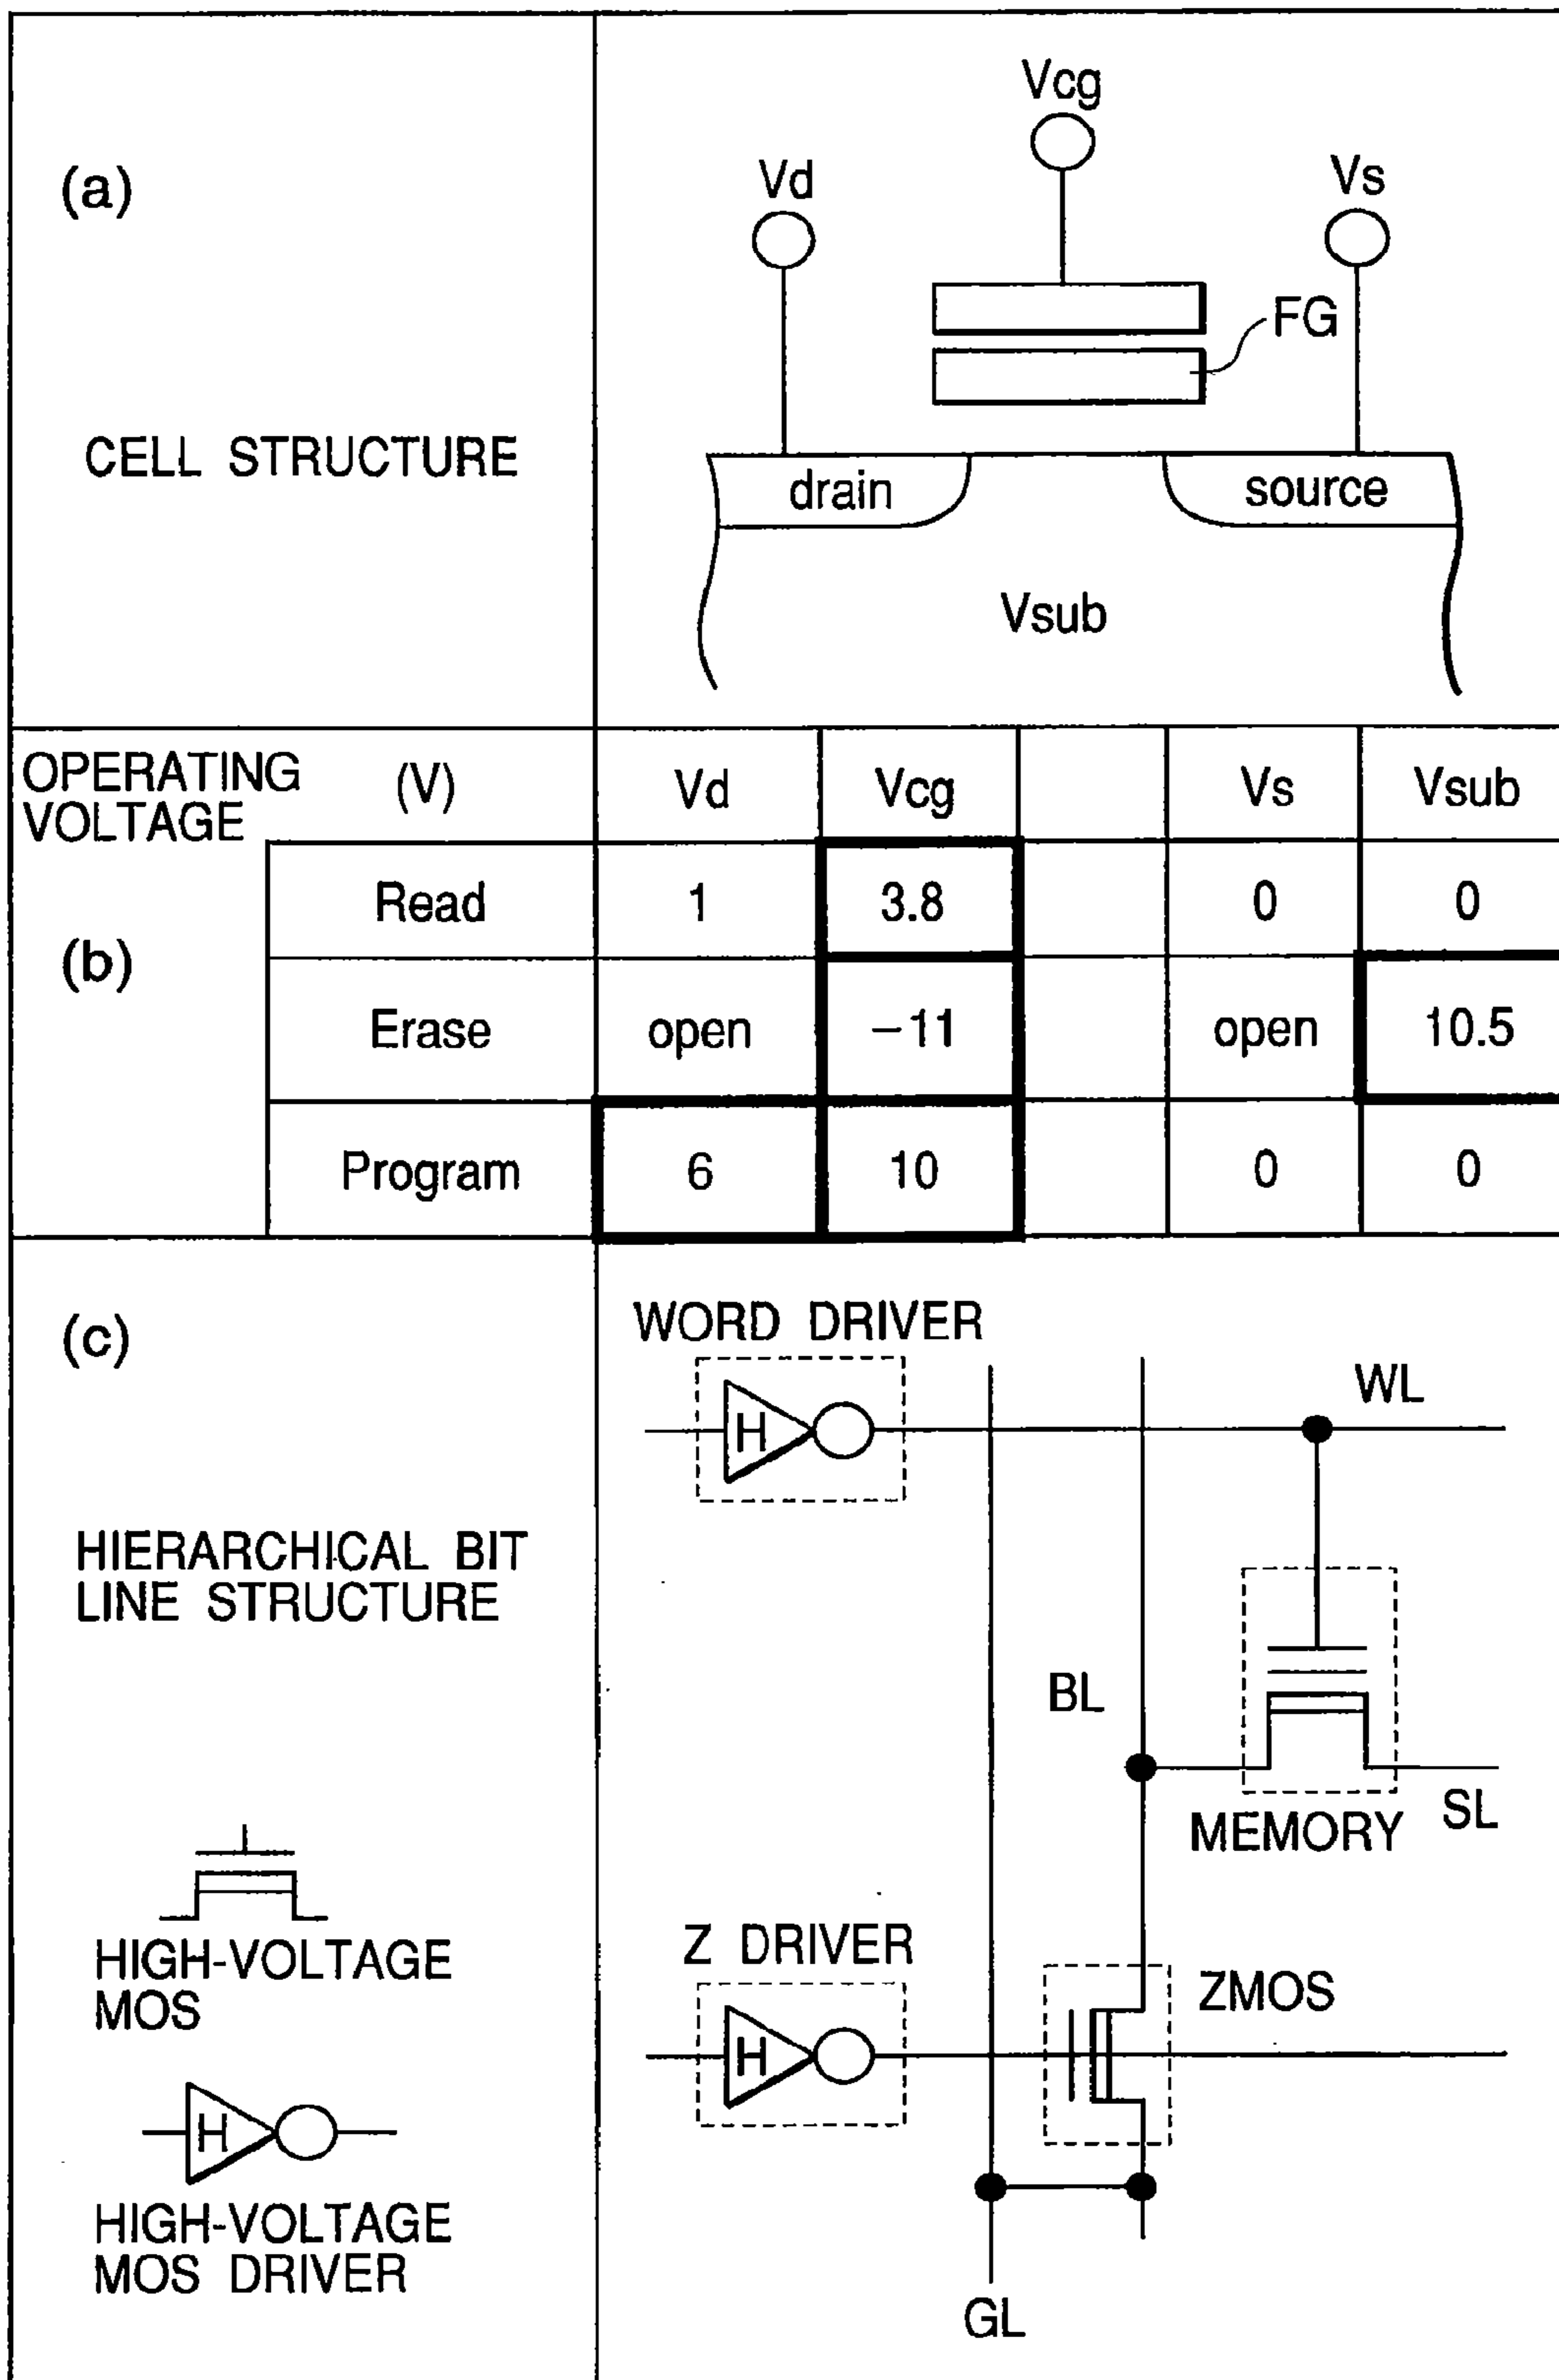 (a)
CELL STRUCTURE
Vcg
Vd
Vs
FG
drain
source
Vsub
OPERATING
VOLTAGE
(V)
Vd
Vcg
Vs
Vsub
(b)
Read
1
3.8
0
0
Erase
open
−11
open
10.5
Program
6
10
0
0
(c)
HIERARCHICAL BIT
LINE STRUCTURE
HIGH-VOLTAGE
MOS
H
HIGH-VOLTAGE
MOS DRIVER
WORD DRIVER
H
WL
BL
MEMORY
SL
Z DRIVER
H
ZMOS
GL